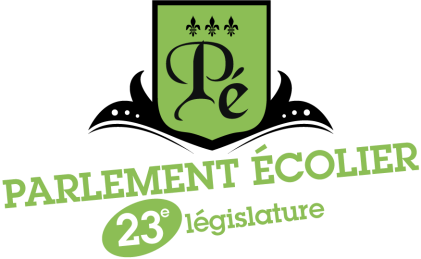 Pé
PARLEMENT ÉCOLIER
23e législature